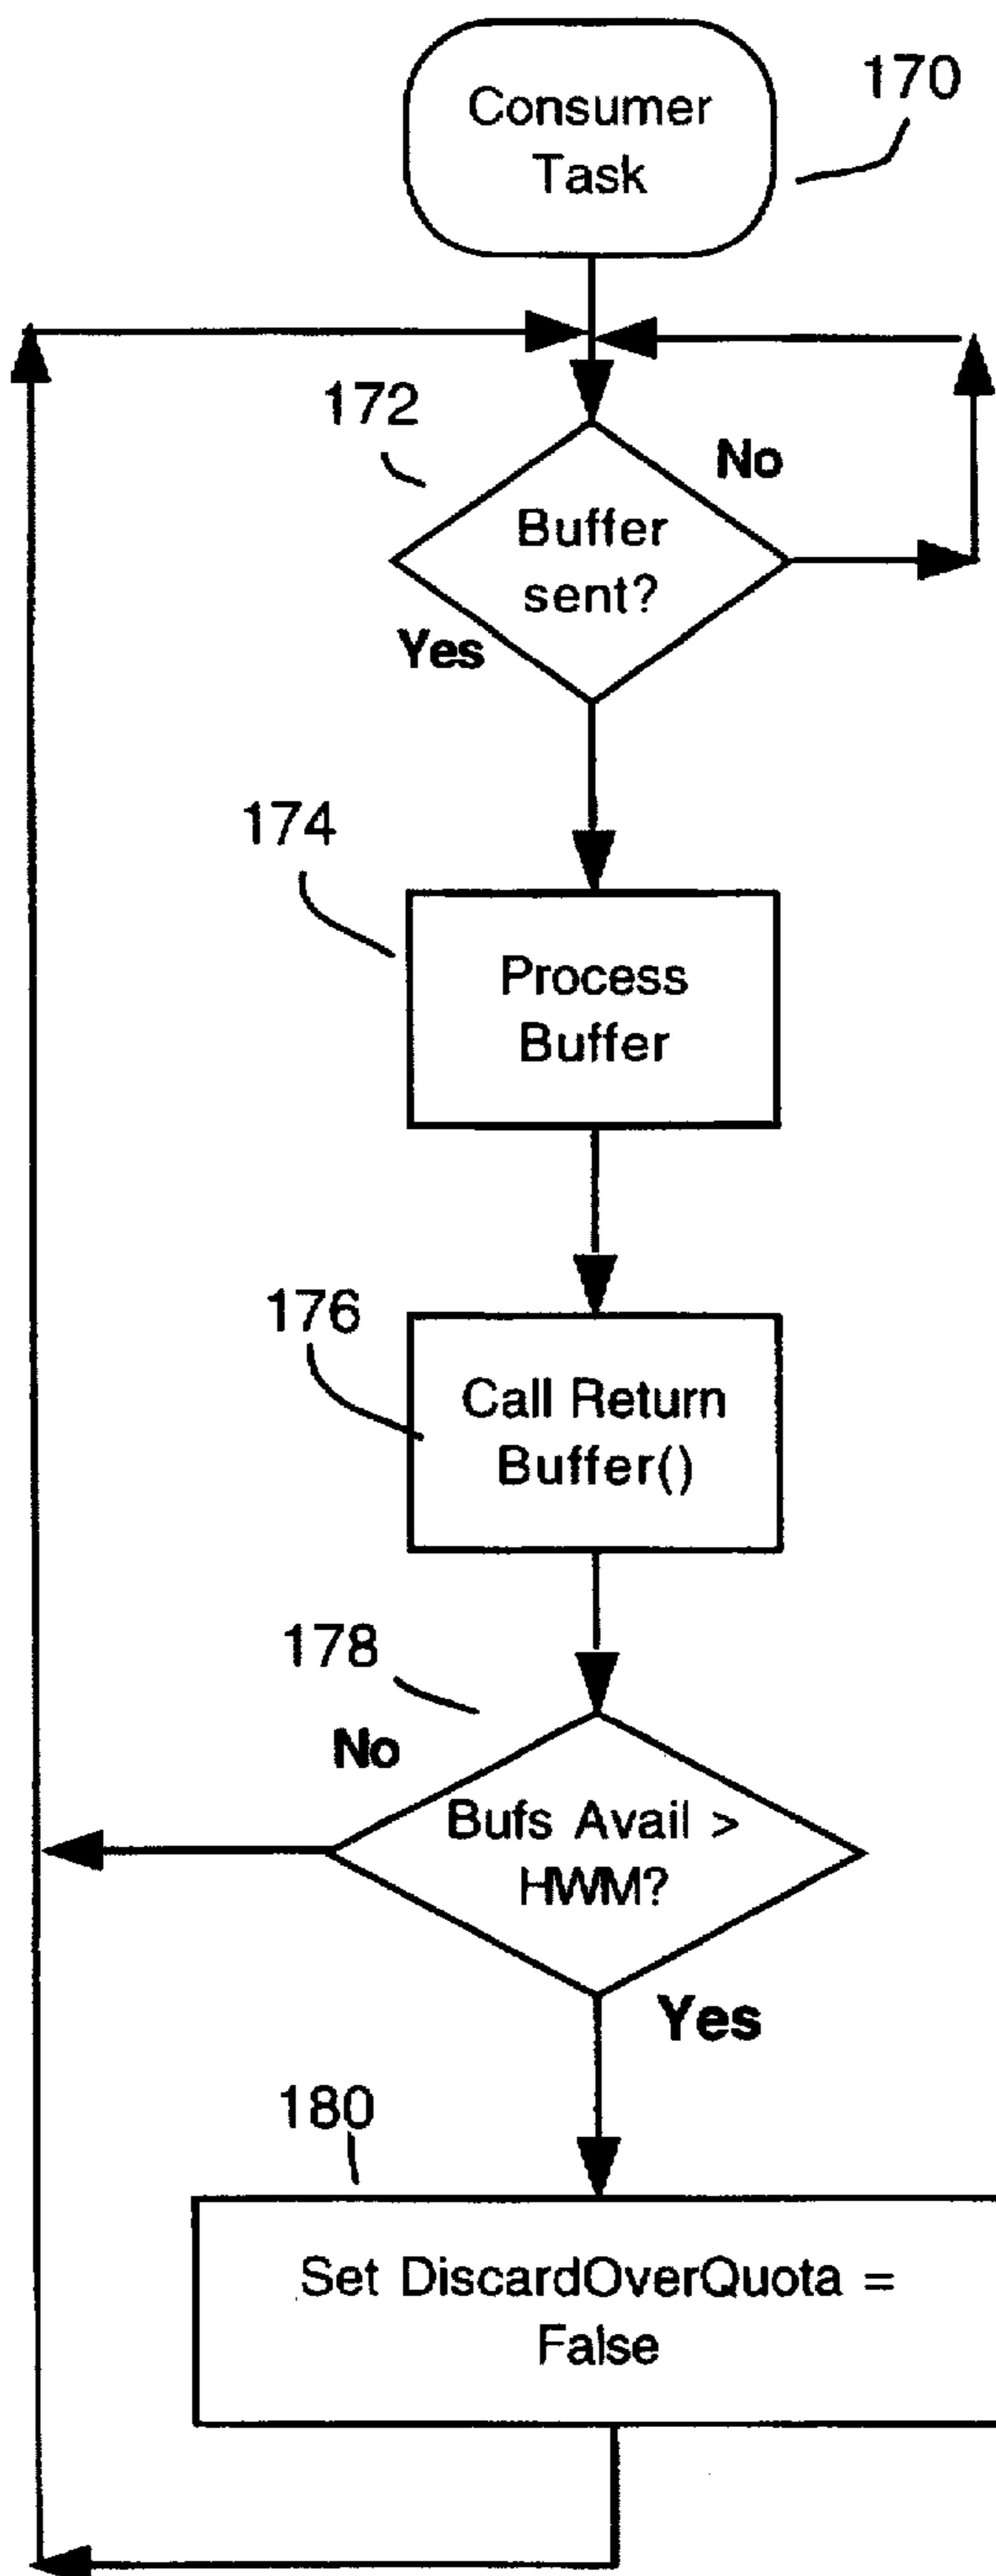 Consumer
Task
170
172
No
Buffer
sent?
Yes
174
Process
Buffer
176
Call Return
Buffer()
178
No
Bufs Avail >
HWM?
Yes
180
Set DiscardOverQuota =
False